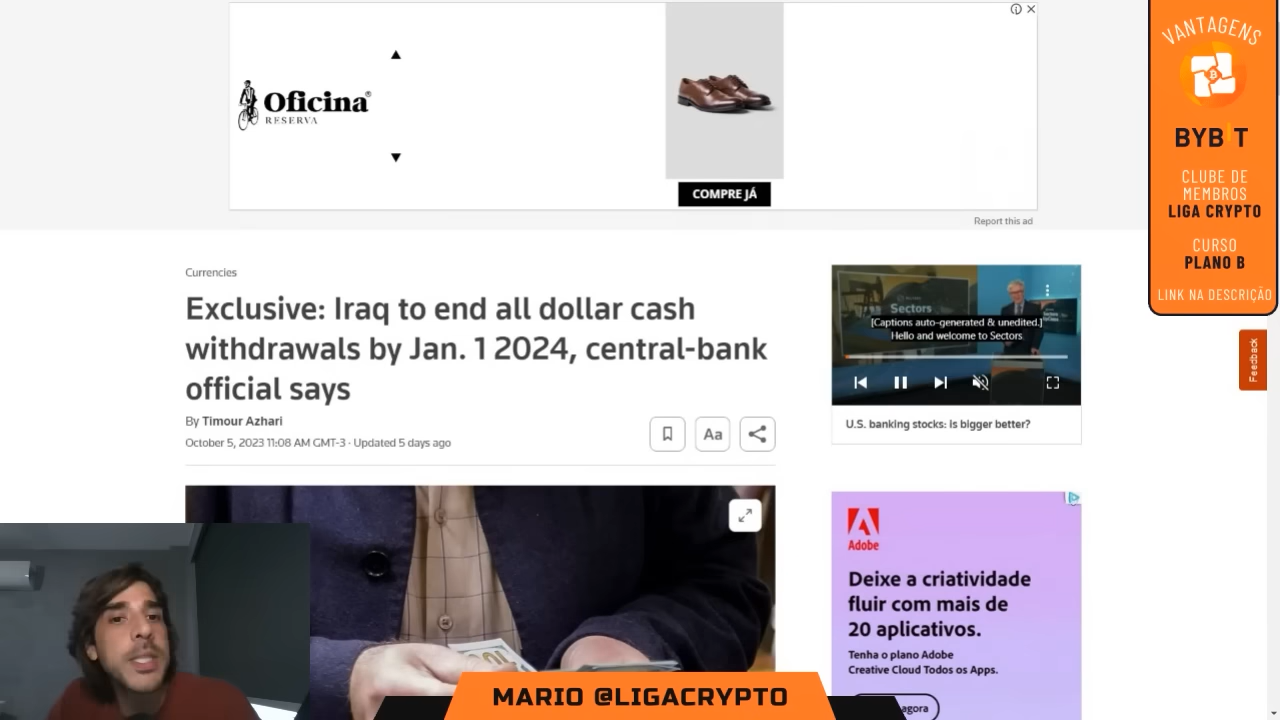 Oficina®
RESERVA
COMPRE JÁ
Report this ad
VANTAGENS
BYB!T
CLUBE DE
MEMBROS
LIGA CRYPTO
CURSO
PLANO B
LINK NA DESCRIÇÃO
Feedback
Currencies
Exclusive: Iraq to end all dollar cash
withdrawals by Jan. 1 2024, central-bank
official says
By Timour Azhari
October 5, 2023 11:08 AM GMT-3 · Updated 5 days ago
Aa
Sectors
[Captions auto-generated & unedited.]
Hello and welcome to Sectors
U.S. banking stocks: is bigger better?
Adobe
Deixe a criatividade
fluir com mais de
20 aplicativos.
Tenha o plano Adobe
Creative Cloud Todos os Apps.
agora
MARIO @LIGACRYPTO